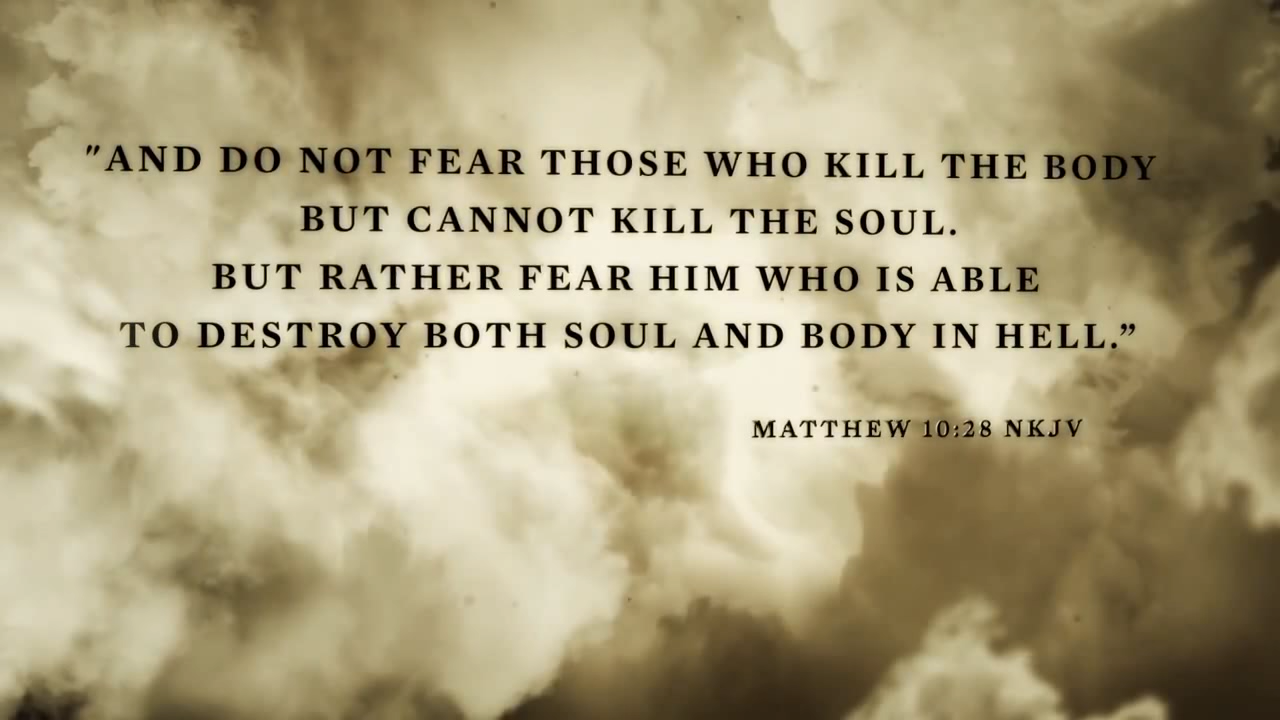 "AND DO NOT FEAR THOSE WHO KILL THE BODY
BUT CANNOT KILL THE SOUL.
BUT RATHER FEAR HIM WHO IS ABLE
TO DESTROY BOTH SOUL AND BODY IN HELL.”
MATTHEW 10:28 NKJV